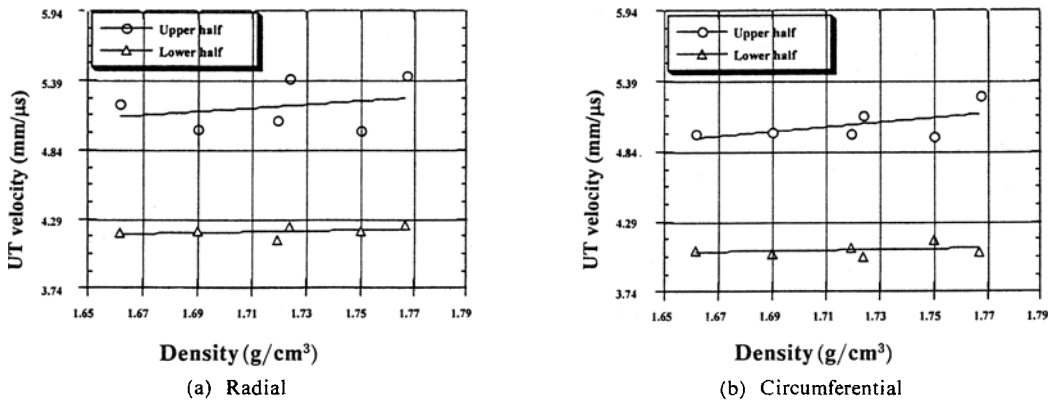 5.94
5.39
4.84
4.29
3.74
UT velocity (mm/μs)
Upper half
Lower half
1.65 1.67 1.69 1.71 1.73 1.75 1.77 1.79
Density (g/cm³)
(a) Radial
5.94
5.39
4.84
4.29
3.74
UT velocity (mm/μs)
Upper half
Lower half
1.65 1.67 1.69 1.71 1.73 1.75 1.77 1.79
Density (g/cm³)
(b) Circumferential